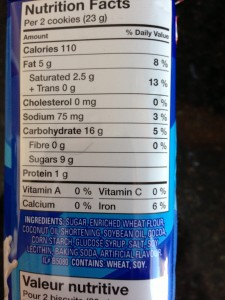 Nutrition Facts
Per 2 cookies (23 g)
Amount % Daily Value
Calories 110
Fat 5 g 8 %
Saturated 2.5 g
+ Trans 0 g 13 %
Cholesterol 0 mg 0 %
Sodium 75 mg 3 %
Carbohydrate 16 g 5 %
Fibre 0 g 0 %
Sugars 9 g
Protein 1 g
Vitamin A 0 % Vitamin C 0 %
Calcium 0 % Iron 6 %
INGREDIENTS: SUGAR, ENRICHED WHEAT FLOUR,
COCONUT OIL SHORTENING, SOYBEAN OIL, COCOA,
CORN STARCH, GLUCOSE SYRUP, SALT, SOY
LECITHIN, BAKING SODA, ARTIFICIAL FLAVOUR.
CONTAINS: WHEAT, SOY.
Valeur nutritive
Pour 2 biscuits